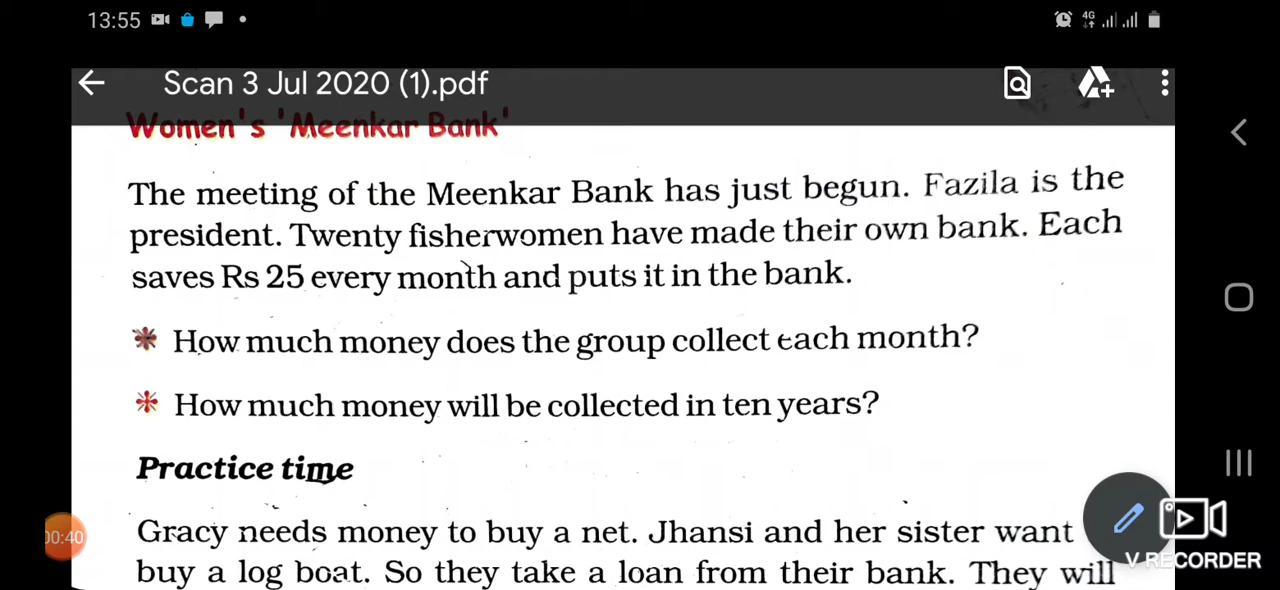 13:55
4G
Scan 3 Jul 2020 (1).pdf
Women's 'Meenkar Bank'
The meeting of the Meenkar Bank has just begun. Fazila is the
president. Twenty fisherwomen have made their own bank. Each
saves Rs 25 every month and puts it in the bank.
How much money does the group collect each month?
How much money will be collected in ten years?
Practice time
Gracy needs money to buy a net. Jhansi and her sister want
buy a log boat. So they take a loan from their bank. They will
00:40
V RECORDER